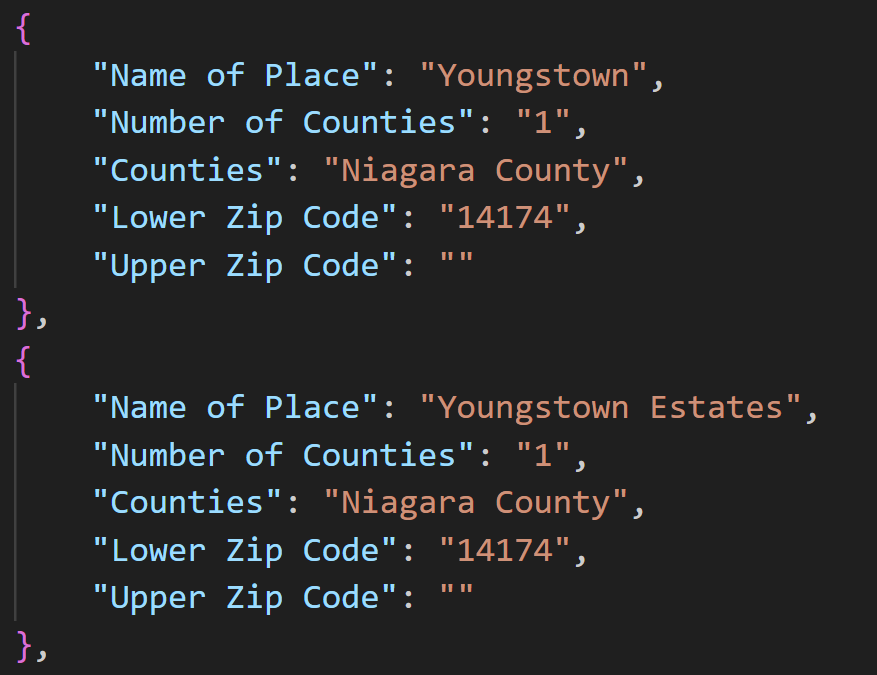 {
    "Name of Place": "Youngstown",
    "Number of Counties": "1",
    "Counties": "Niagara County",
    "Lower Zip Code": "14174",
    "Upper Zip Code": ""
},
{
    "Name of Place": "Youngstown Estates",
    "Number of Counties": "1",
    "Counties": "Niagara County",
    "Lower Zip Code": "14174",
    "Upper Zip Code": ""
},